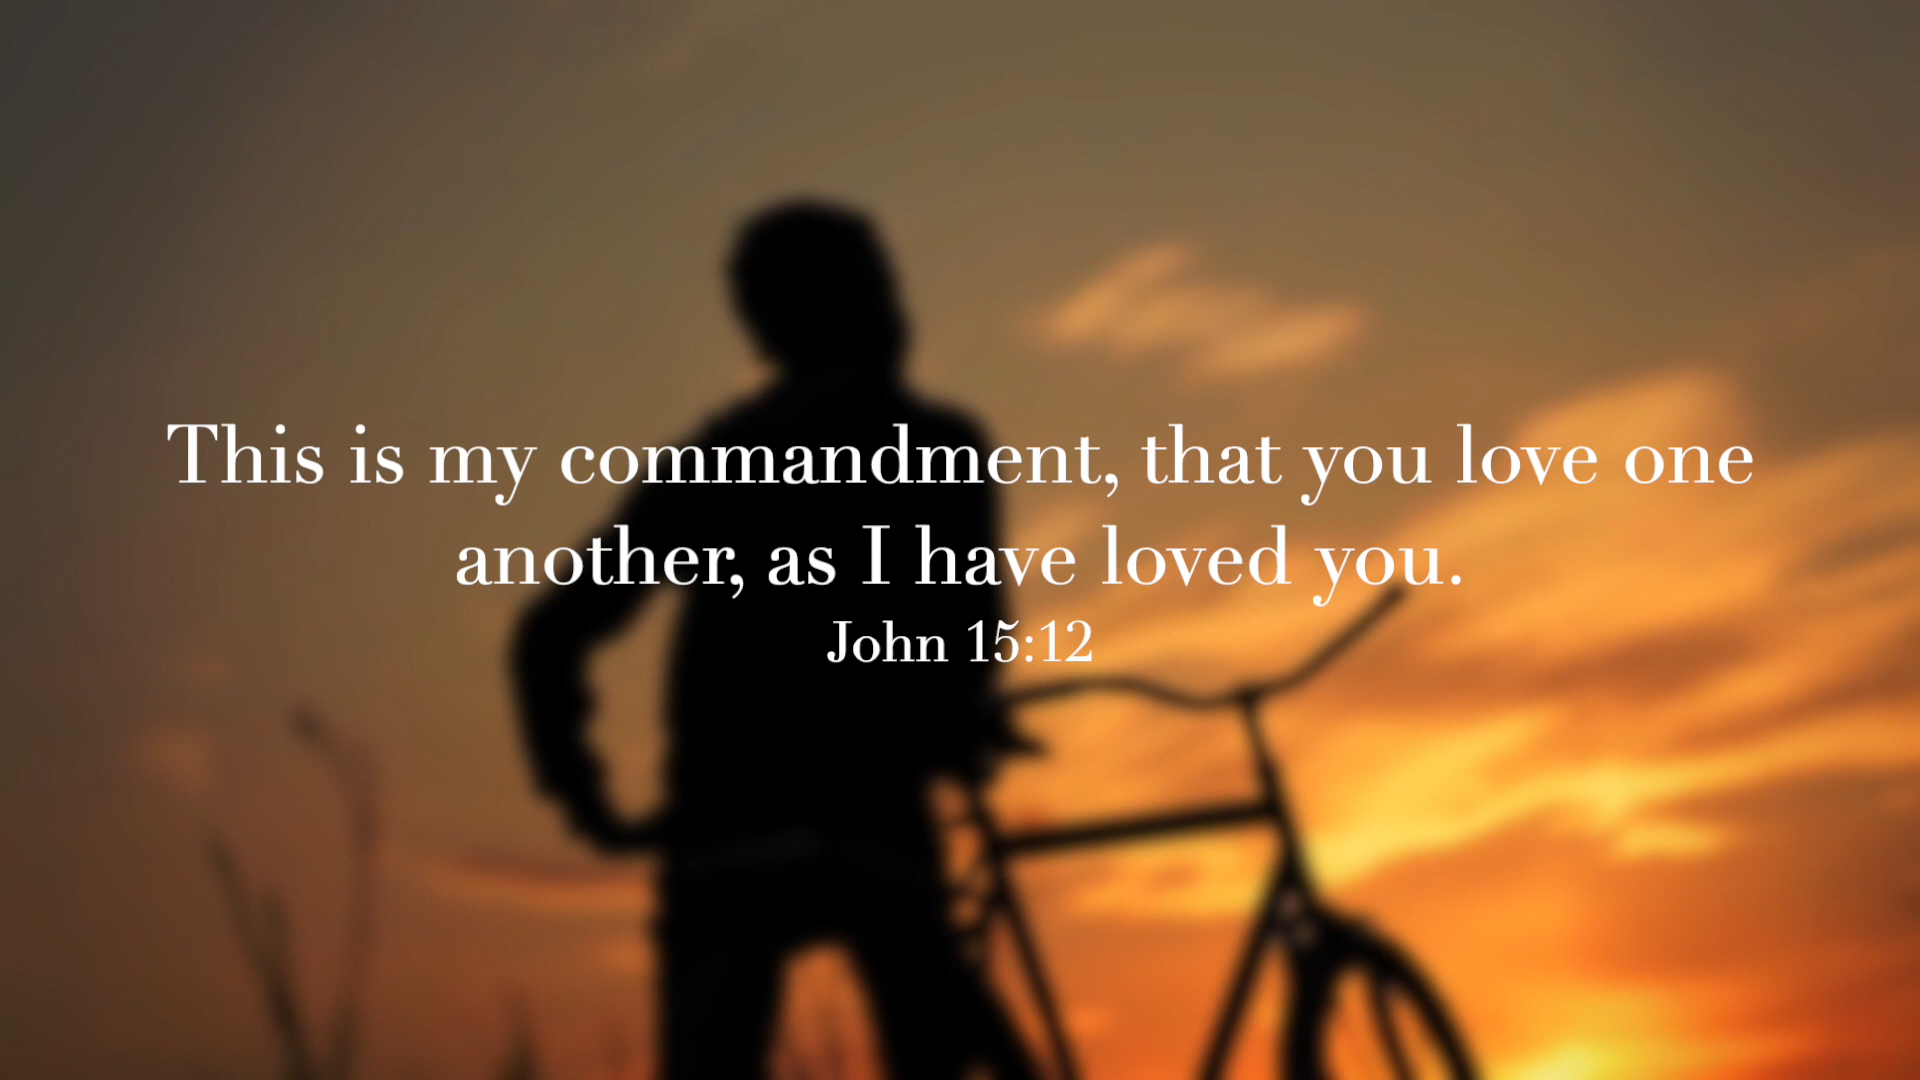 This is my commandment, that you love one
another, as I have loved you.
John 15:12